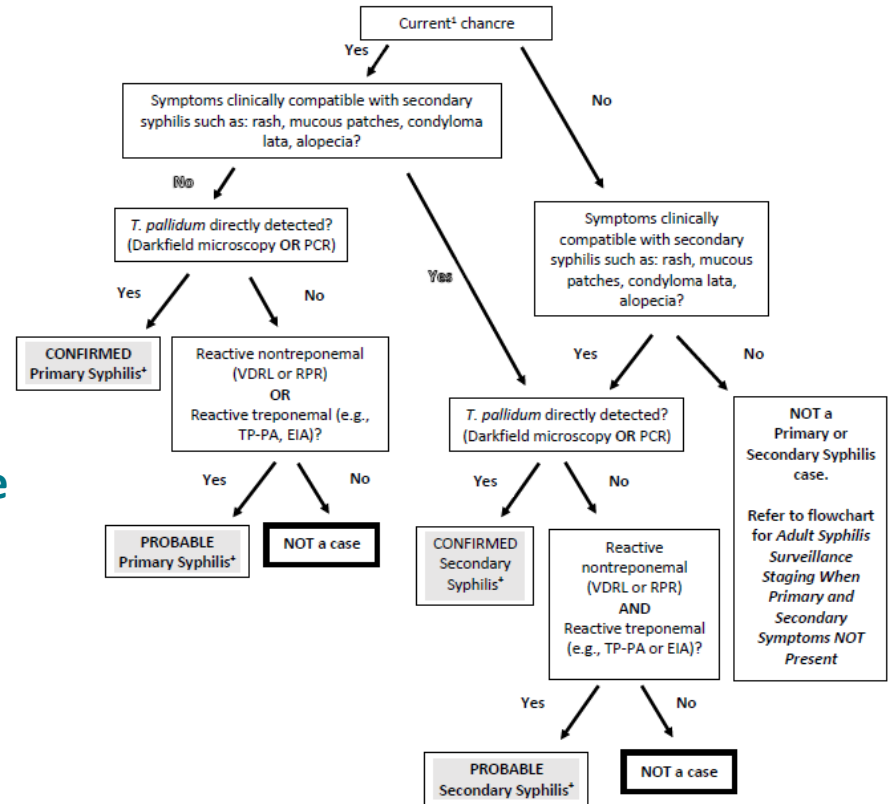 Current¹ chancre
Yes
No
Symptoms clinically compatible with secondary
syphilis such as: rash, mucous patches, condyloma
lata, alopecia?
No
Yes
T. pallidum directly detected?
(Darkfield microscopy OR PCR)
Symptoms clinically
compatible with secondary
syphilis such as: rash, mucous
patches, condyloma lata,
alopecia?
Yes
No
Yes
No
CONFIRMED
Primary Syphilis⁺
Reactive nontreponemal
(VDRL or RPR)
OR
Reactive treponemal (e.g.,
TP-PA, EIA)?
T. pallidum directly detected?
(Darkfield microscopy OR PCR)
NOT a
Primary or
Secondary Syphilis
case.
Refer to flowchart
for Adult Syphilis
Surveillance
Staging When
Primary and
Secondary
Symptoms NOT
Present
e
Yes
No
Yes
No
PROBABLE
Primary Syphilis⁺
NOT a case
CONFIRMED
Secondary
Syphilis⁺
Reactive
nontreponemal
(VDRL or RPR)
AND
Reactive treponemal
(e.g., TP-PA or EIA)?
Yes
No
PROBABLE
Secondary Syphilis⁺
NOT a case